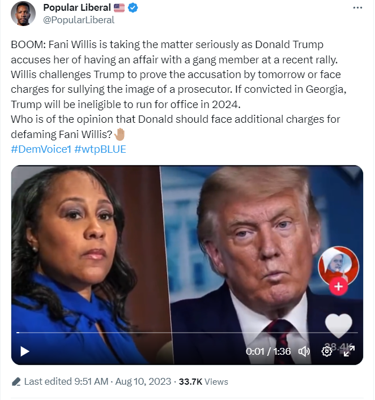 Popular Liberal 🇺🇸
@PopularLiberal
BOOM: Fani Willis is taking the matter seriously as Donald Trump
accuses her of having an affair with a gang member at a recent rally.
Willis challenges Trump to prove the accusation by tomorrow or face
charges for sullying the image of a prosecutor. If convicted in Georgia,
Trump will be ineligible to run for office in 2024.
Who is of the opinion that Donald should face additional charges for
defaming Fani Willis?🤚🏽
#DemVoice1 #wtpBLUE
0:01 / 1:36
Last edited 9:51 AM · Aug 10, 2023 · 33.7K Views